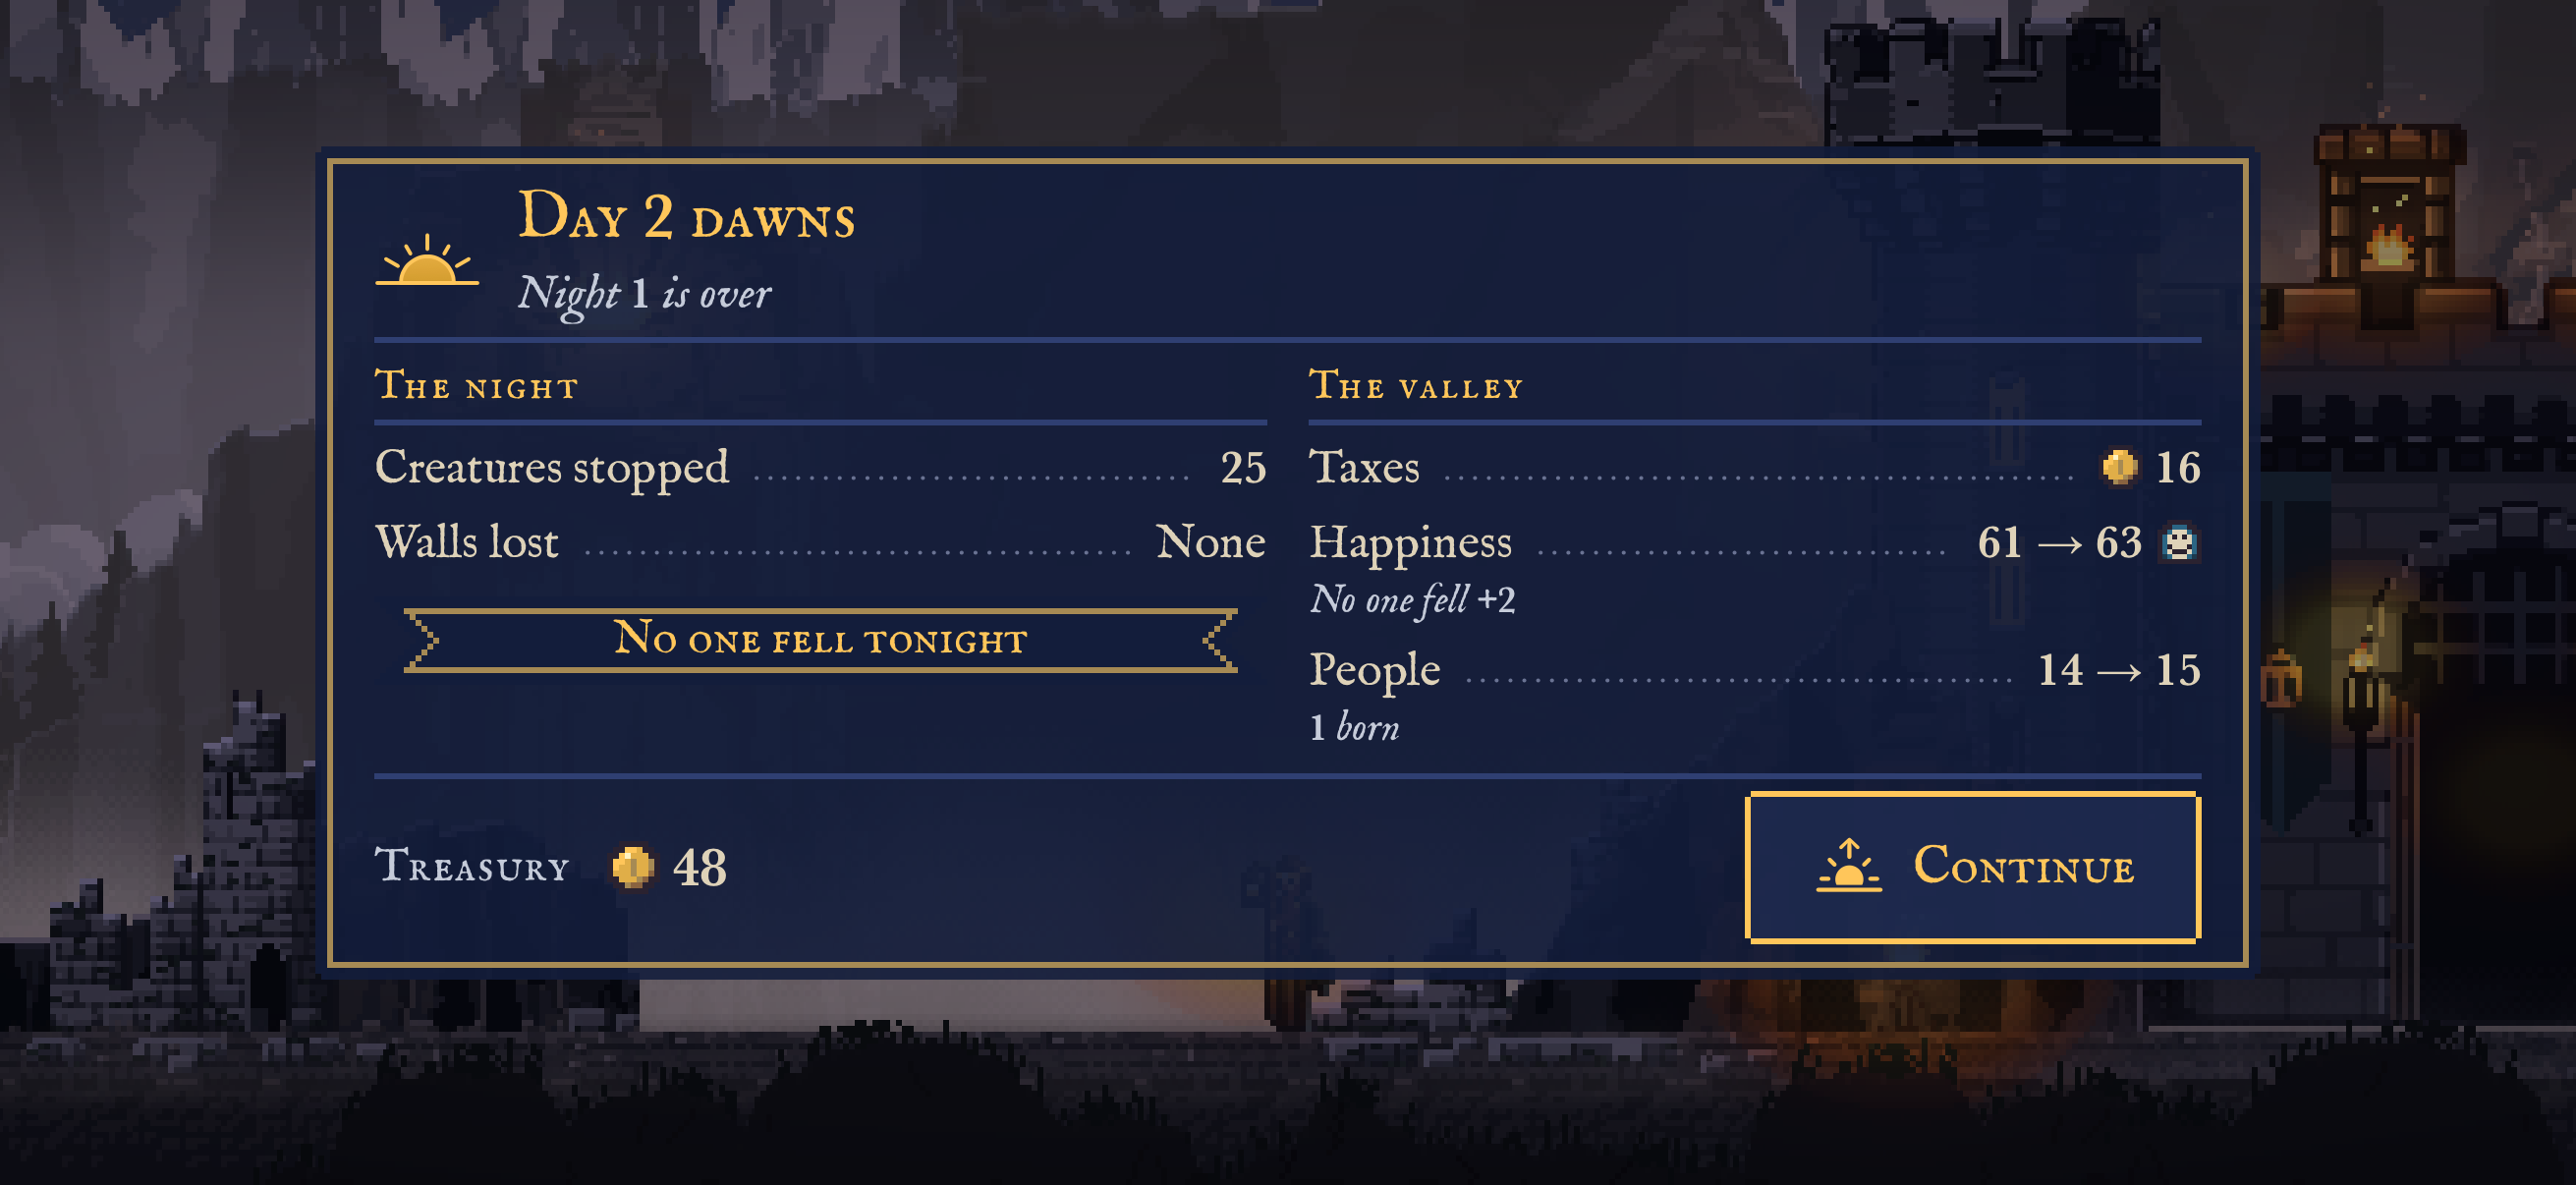 Day 2 dawns
Night 1 is over
The night
Creatures stopped 25
Walls lost None
No one fell tonight
The valley
Taxes 16
Happiness 61 → 63
No one fell +2
People 14 → 15
1 born
Treasury 48
Continue